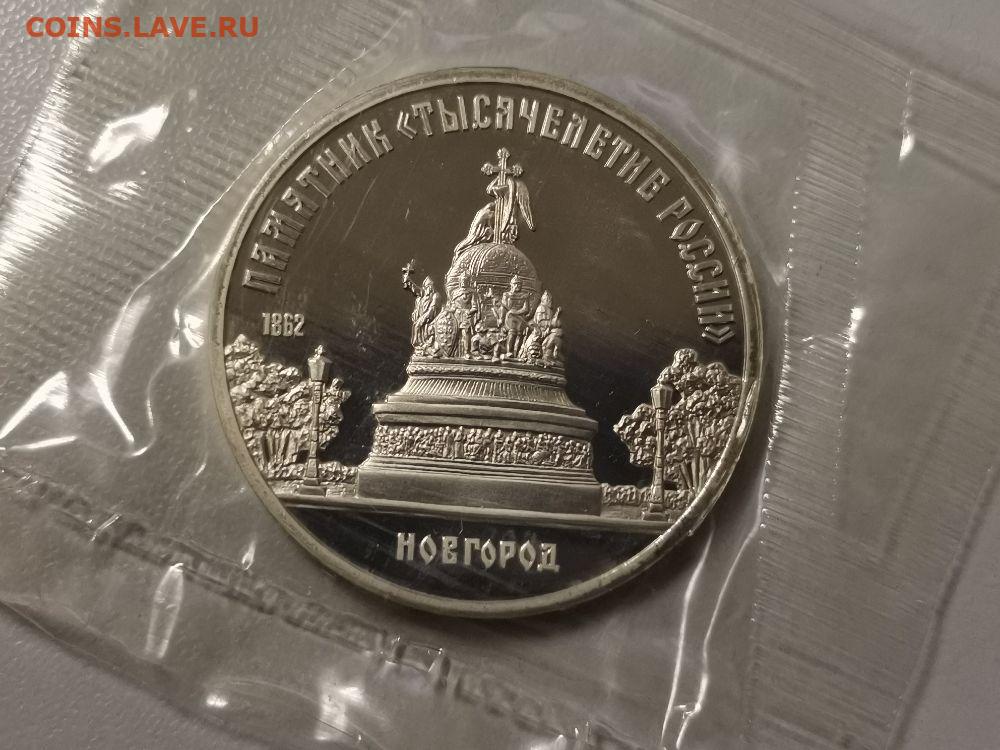 COINS.LAVE.RU
ПАМЯТНИК «ТЫСЯЧЕЛЕТИЕ РОССИИ»
1862
НОВГОРОД